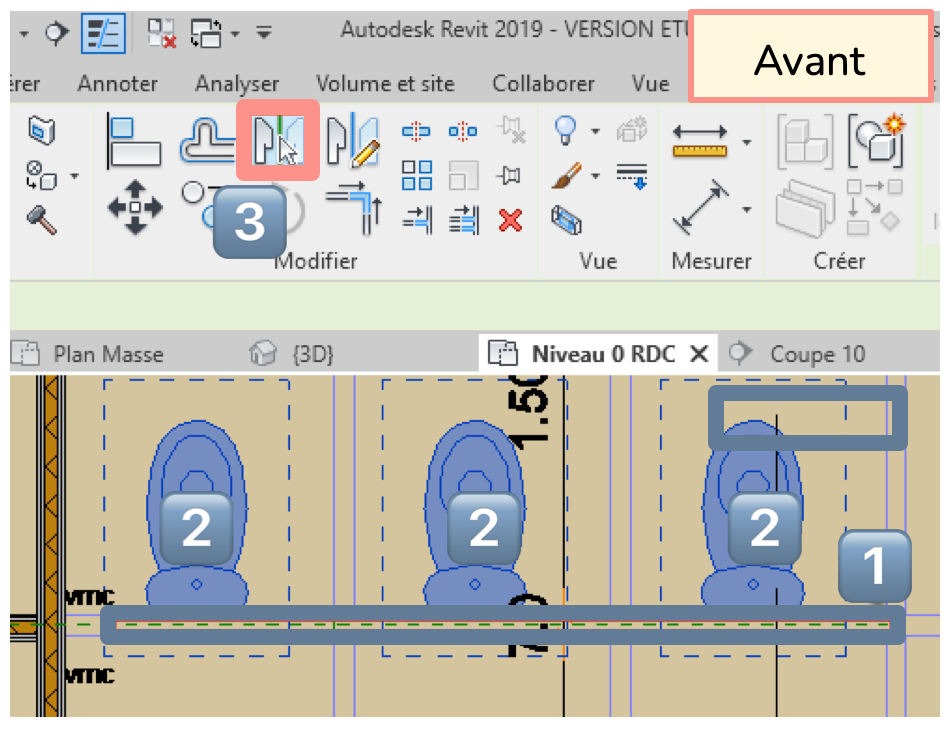 Autodesk Revit 2019 - VERSION ETU
Avant
érer Annoter Analyser Volume et site Collaborer Vue
3
Modifier Vue Mesurer Créer
Plan Masse {3D} Niveau 0 RDC Coupe 10
1.50
2 2 2
1
vmc
vmc